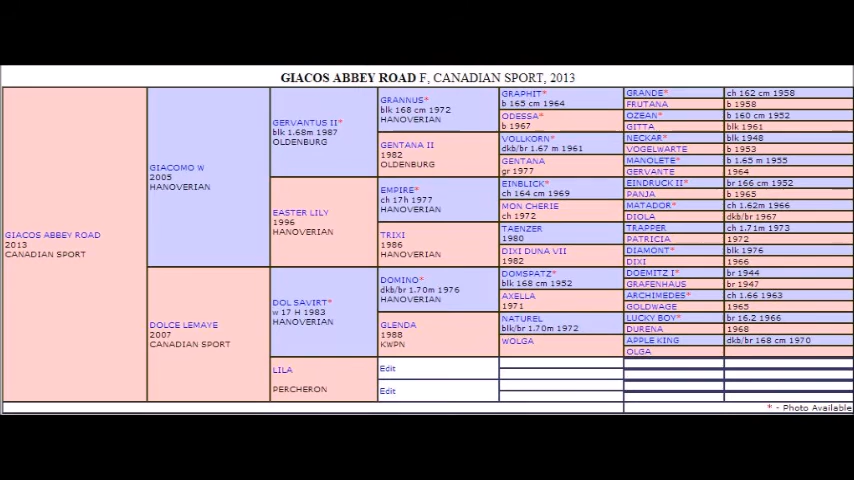 GIACOS ABBEY ROAD F, CANADIAN SPORT, 2013
GIACOS ABBEY ROAD
2013
CANADIAN SPORT
GIACOMO W
2005
HANOVERIAN
DOLCE LEMAYE
2007
CANADIAN SPORT
GERVANTUS II*
blk 1.68m 1987
OLDENBURG
EASTER LILY
1996
HANOVERIAN
DOL SAVIRT*
w 17 H 1983
HANOVERIAN
LILA
PERCHERON
GRANNUS*
blk 168 cm 1972
HANOVERIAN
GENTANA II
1982
OLDENBURG
EMPIRE*
ch 17h 1977
HANOVERIAN
TRIXI
1986
HANOVERIAN
DOMINO*
dkb/br 1.70m 1976
HANOVERIAN
GLENDA
1988
KWPN
Edit
Edit
GRAPHIT*
b 165 cm 1964
ODESSA*
b 1967
VOLLKORN*
dkb/br 1.67 m 1961
GENTANA
gr 1977
EINBLICK*
ch 164 cm 1969
MON CHERIE
ch 1972
TAENZER
1980
DIXI DUNA VII
1982
DOMSPATZ*
blk 168 cm 1952
AXELLA
1971
NATUREL
blk/br 1.70m 1972
WOLGA
GRANDE* ch 162 cm 1958
FRUTANA b 1958
OZEAN* b 160 cm 1952
GITTA blk 1961
NECKAR* blk 1948
VOGELWARTE b 1953
MANOLETE* b 1.65 m 1955
GERVANTE 1964
EINDRUCK II* br 166 cm 1952
PANJA b 1965
MATADOR* ch 1.62m 1966
DIOLA dkb/br 1967
TRAPPER ch 1.71m 1973
PATRICIA 1972
DIAMONT* blk 1976
DIXI 1966
DOEMITZ I* br 1944
GRAFENHAUS br 1947
ARCHIMEDES* ch 1.66 1963
GOLDWAGE 1965
LUCKY BOY* br 16.2 1966
DURENA 1968
APPLE KING dkb/br 168 cm 1970
OLGA
* - Photo Available